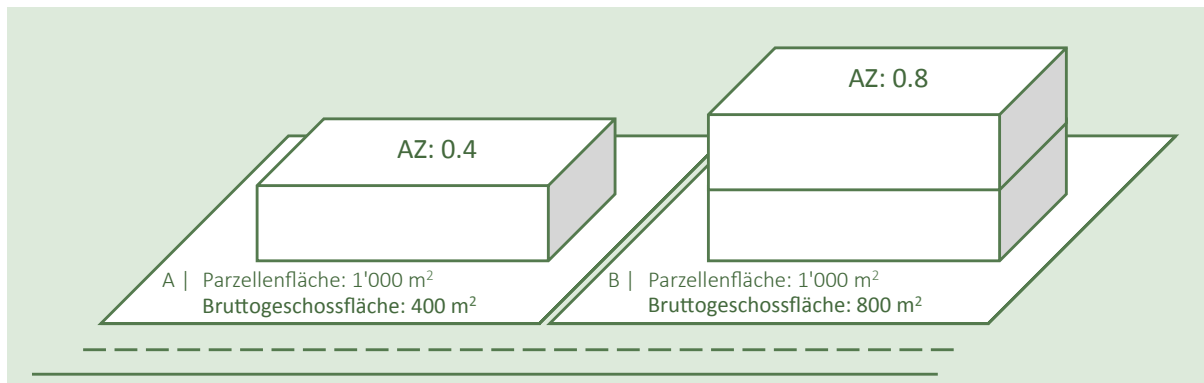 AZ: 0.8
AZ: 0.4
A | Parzellenfläche: 1'000 m²
Bruttogeschossfläche: 400 m²
B | Parzellenfläche: 1'000 m²
Bruttogeschossfläche: 800 m²